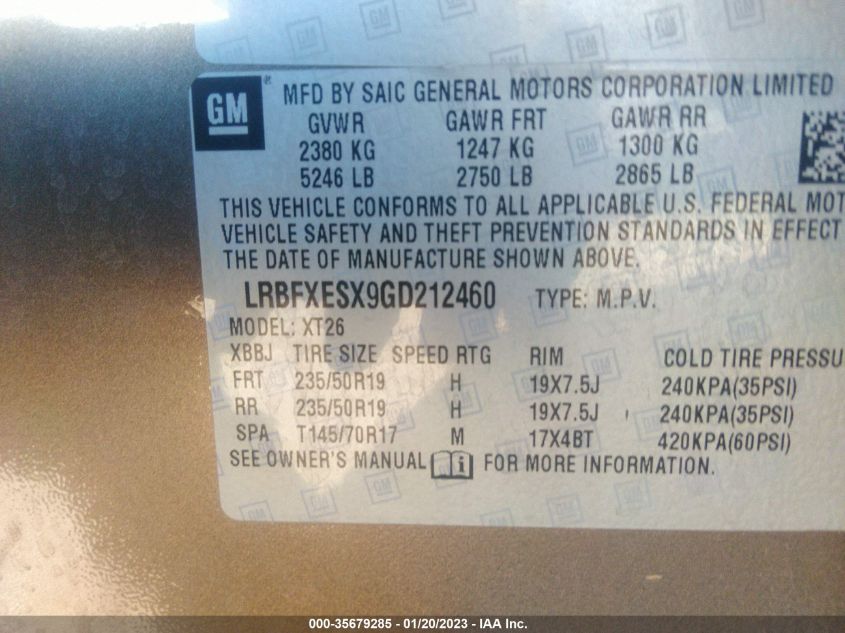 GM
MFD BY SAIC GENERAL MOTORS CORPORATION LIMITED
GVWR GAWR FRT GAWR RR
2380 KG 1247 KG 1300 KG
5246 LB 2750 LB 2865 LB
THIS VEHICLE CONFORMS TO ALL APPLICABLE U.S. FEDERAL MOT
VEHICLE SAFETY AND THEFT PREVENTION STANDARDS IN EFFECT
THE DATE OF MANUFACTURE SHOWN ABOVE.
LRBFXESX9GD212460 TYPE: M.P.V.
MODEL: XT26
XBBJ TIRE SIZE SPEED RTG RIM COLD TIRE PRESSU
FRT 235/50R19 H 19X7.5J 240KPA(35PSI)
RR 235/50R19 H 19X7.5J 240KPA(35PSI)
SPA T145/70R17 M 17X4BT 420KPA(60PSI)
SEE OWNER'S MANUAL FOR MORE INFORMATION.
000-35679285 - 01/20/2023 - IAA Inc.